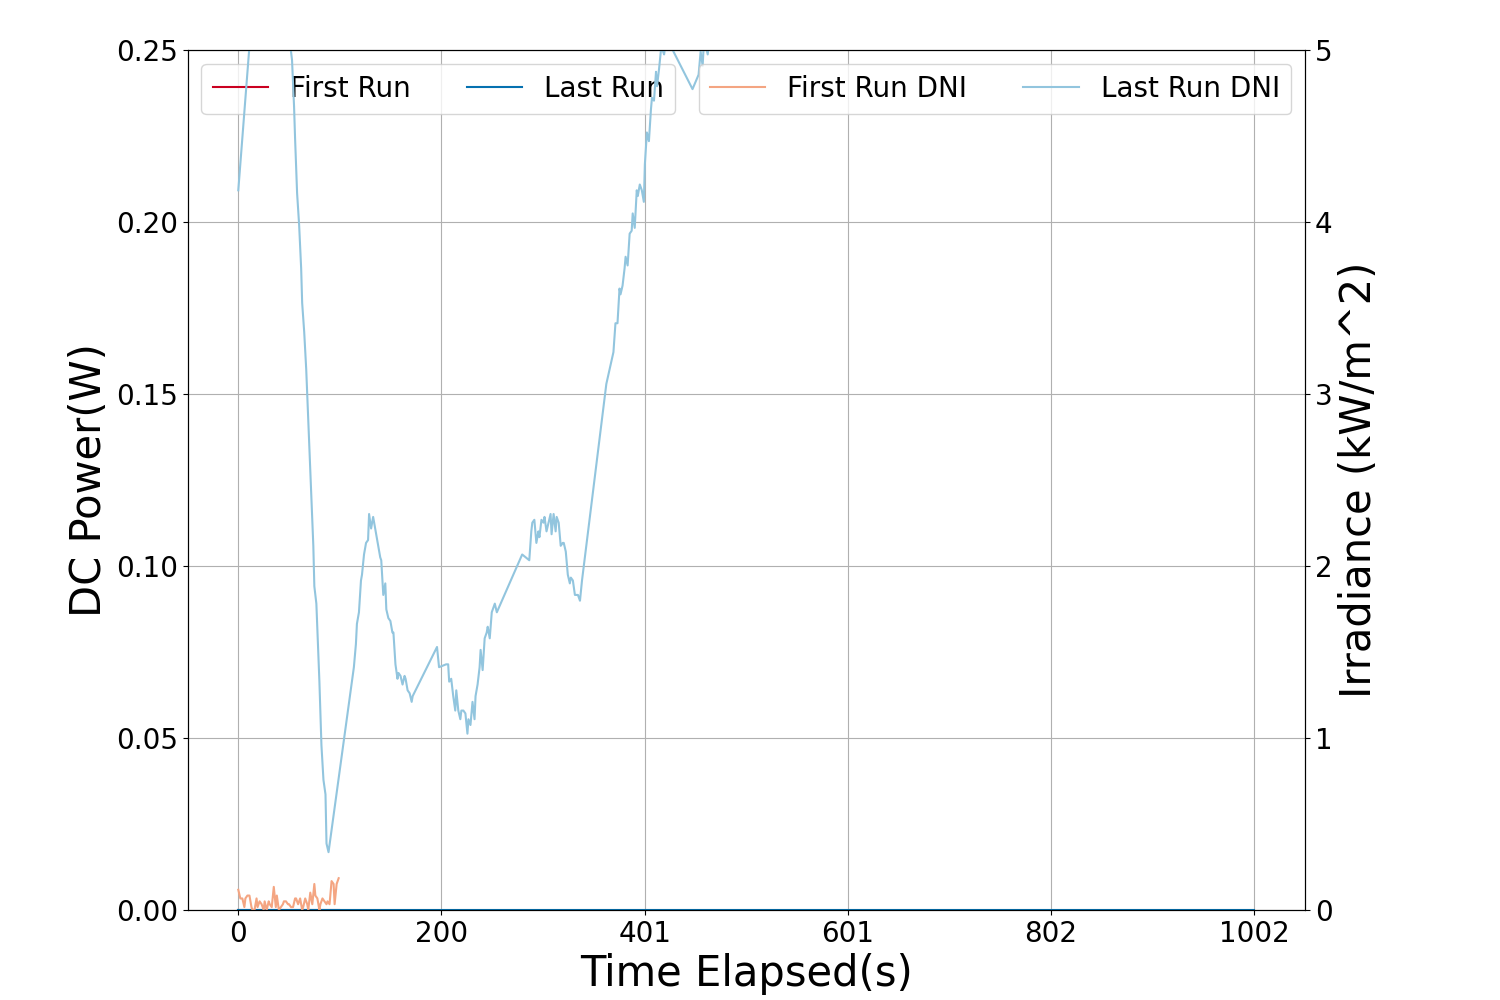 First Run
Last Run
First Run DNI
Last Run DNI
DC Power(W)
0.25
0.20
0.15
0.10
0.05
0.00
Irradiance (kW/m^2)
5
4
3
2
1
0
0
200
401
601
802
1002
Time Elapsed(s)